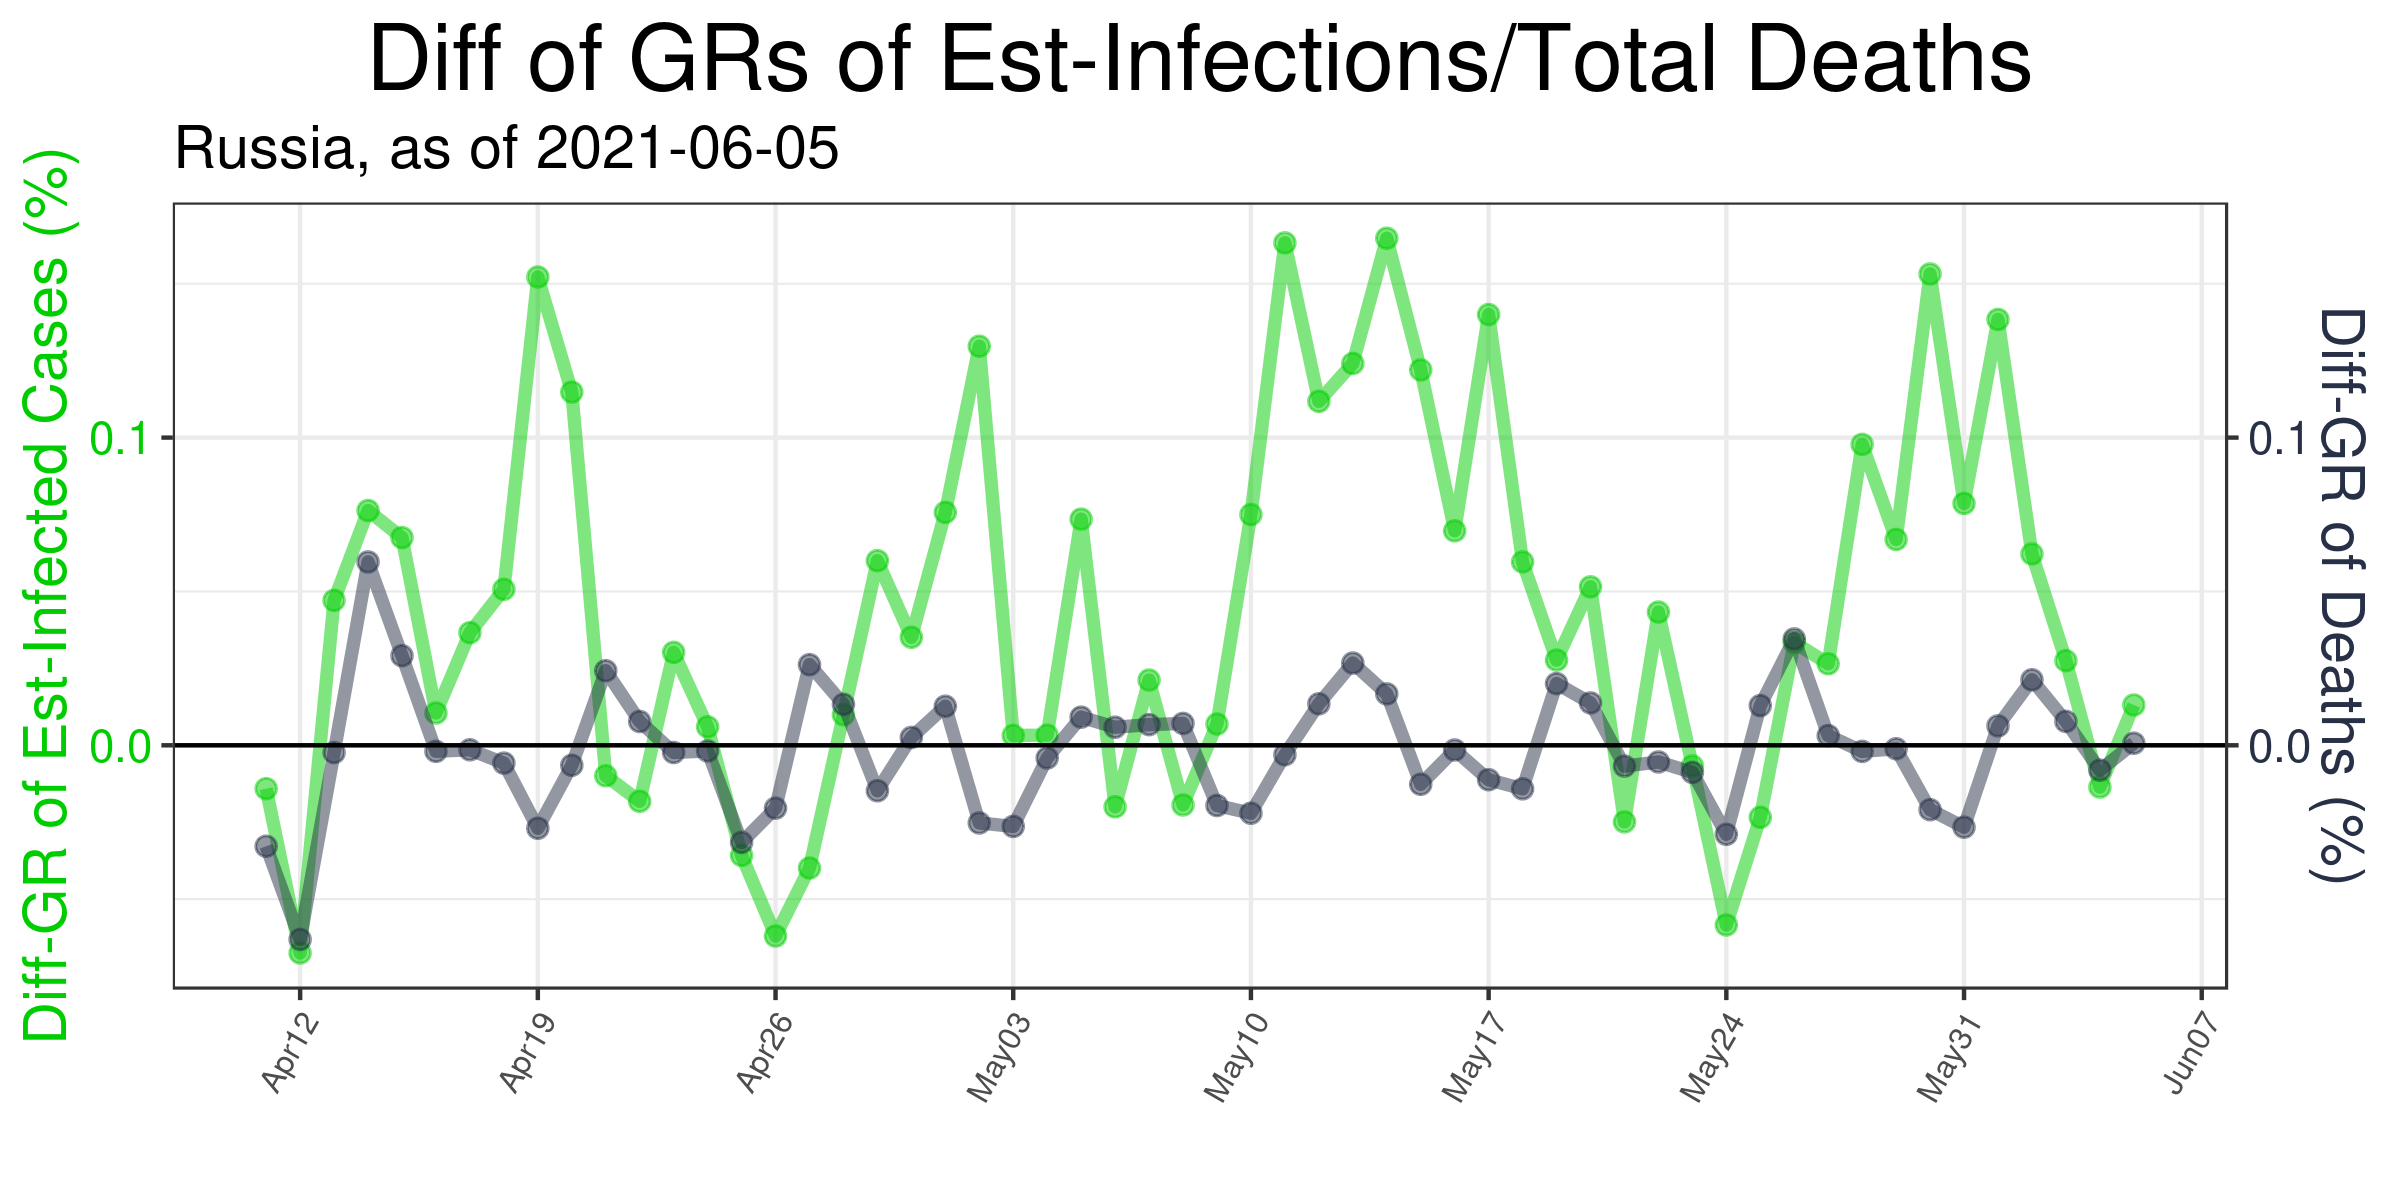 Diff of GRs of Est-Infections/Total Deaths
Russia, as of 2021-06-05
Diff-GR of Est-Infected Cases (%)
0.1
0.0
0.1
0.0
Diff-GR of Deaths (%)
Apr12
Apr19
Apr26
May03
May10
May17
May24
May31
Jun07